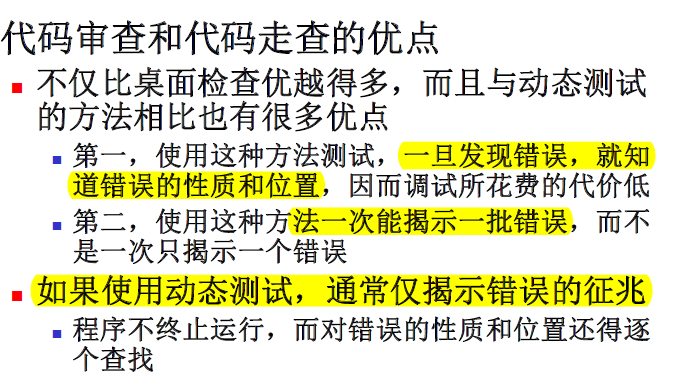 代码审查和代码走查的优点
不仅比桌面检查优越得多，而且与动态测试
的方法相比也有很多优点
第一，使用这种方法测试，一旦发现错误，就知
道错误的性质和位置，因而调试所花费的代价低
第二，使用这种方法一次能揭示一批错误，而不
是一次只揭示一个错误
如果使用动态测试，通常仅揭示错误的征兆
程序不终止运行，而对错误的性质和位置还得逐
个查找